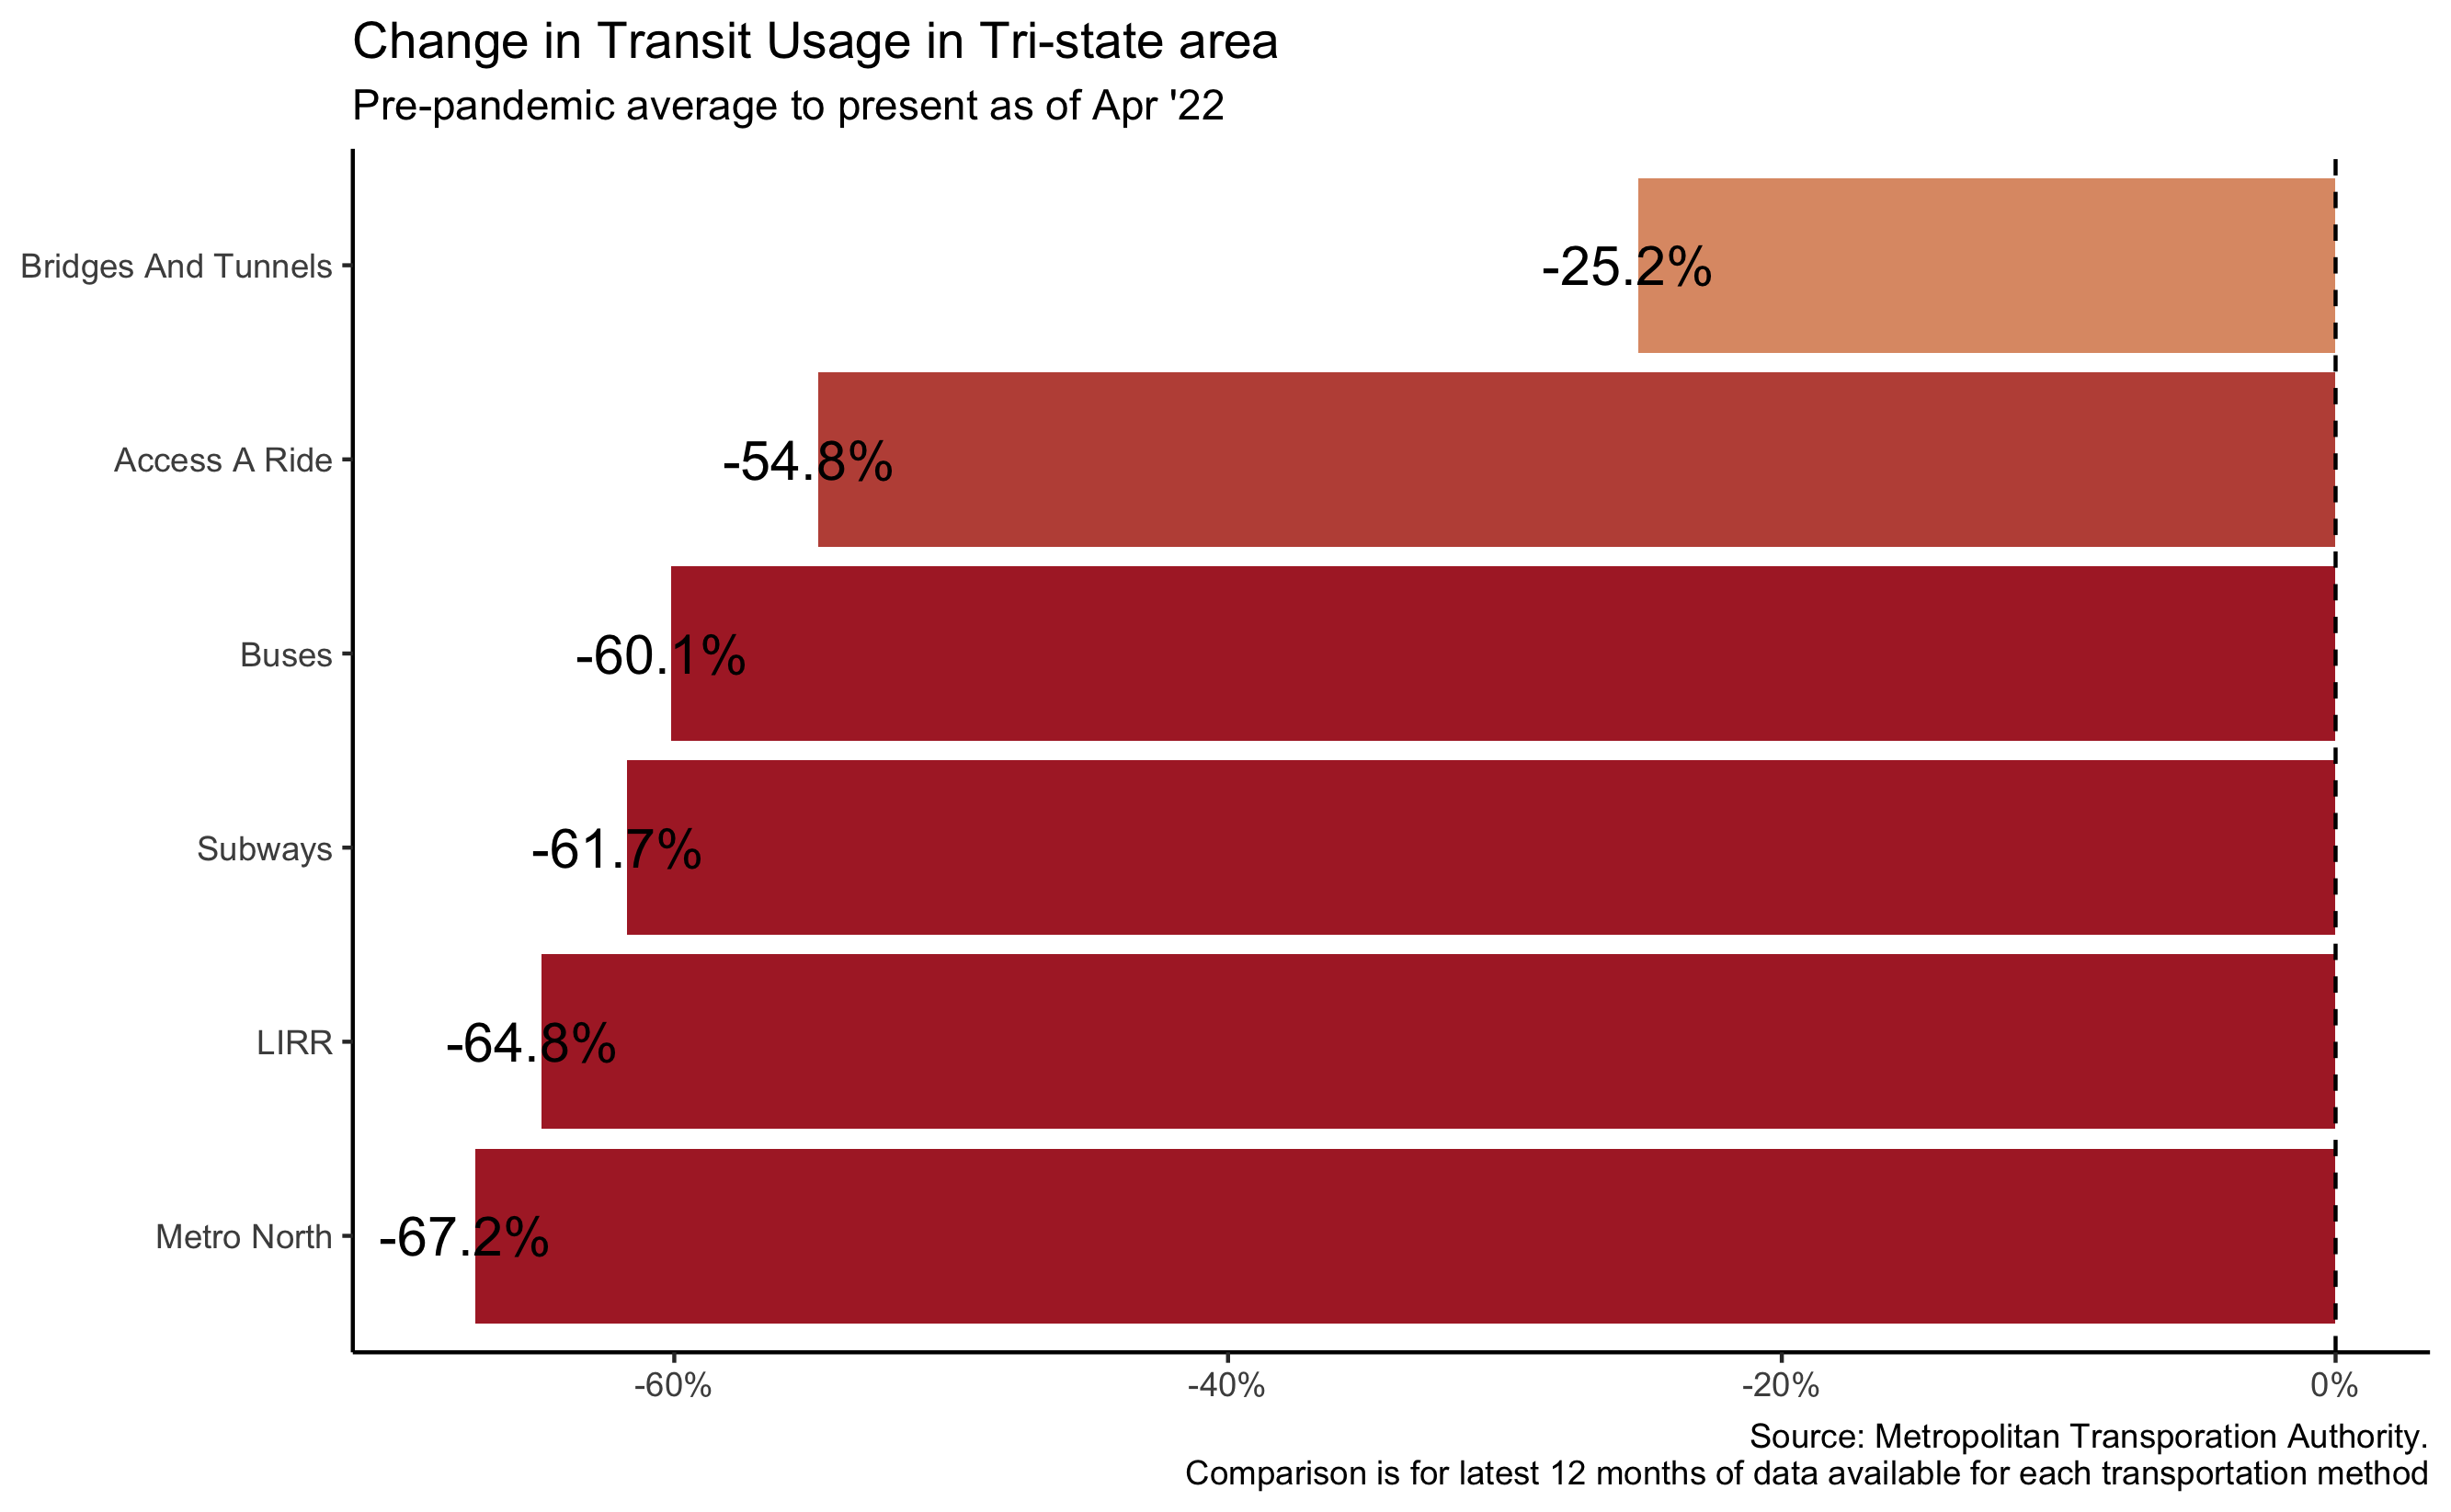 Change in Transit Usage in Tri-state area
Pre-pandemic average to present as of Apr '22
Bridges And Tunnels
-25.2%
Access A Ride
-54.8%
Buses
-60.1%
Subways
-61.7%
LIRR
-64.8%
Metro North
-67.2%
-60%
-40%
-20%
0%
Source: Metropolitan Transporation Authority.
Comparison is for latest 12 months of data available for each transportation method